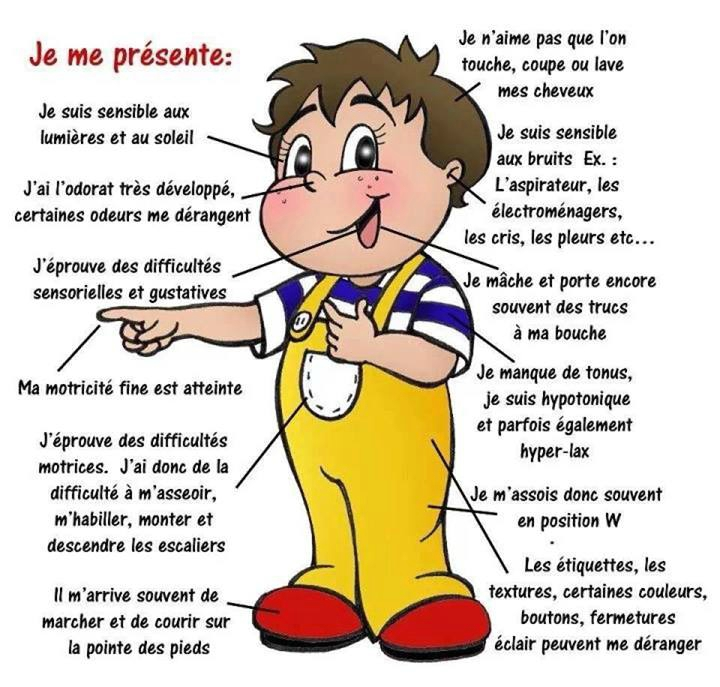 Je me présente:
Je suis sensible aux
lumières et au soleil
J'ai l'odorat très développé,
certaines odeurs me dérangent
J'éprouve des difficultés
sensorielles et gustatives
Ma motricité fine est atteinte
J'éprouve des difficultés
motrices. J'ai donc de la
difficulté à m'asseoir,
m'habiller, monter et
descendre les escaliers
Il m'arrive souvent de
marcher et de courir sur
la pointe des pieds
Je n'aime pas que l'on
touche, coupe ou lave
mes cheveux
Je suis sensible
aux bruits Ex. :
L'aspirateur, les
électroménagers,
les cris, les pleurs etc...
Je mâche et porte encore
souvent des trucs
à ma bouche
Je manque de tonus,
je suis hypotonique
et parfois également
hyper-lax
Je m'assois donc souvent
en position W
Les étiquettes, les
textures, certaines couleurs,
boutons, fermetures
éclair peuvent me déranger